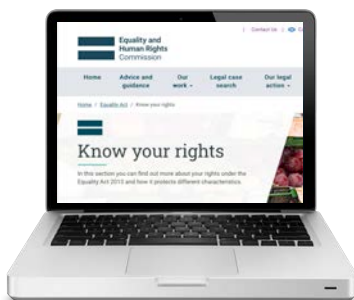 Contact Us
Equality and
Human Rights
Commission
Home
Advice and
guidance
Our
work
Legal case
search
Our legal
action
Home / Equality Act / Know your rights
Know your rights
In this section you can find out more about your rights under the
Equality Act 2010 and how it protects different characteristics.